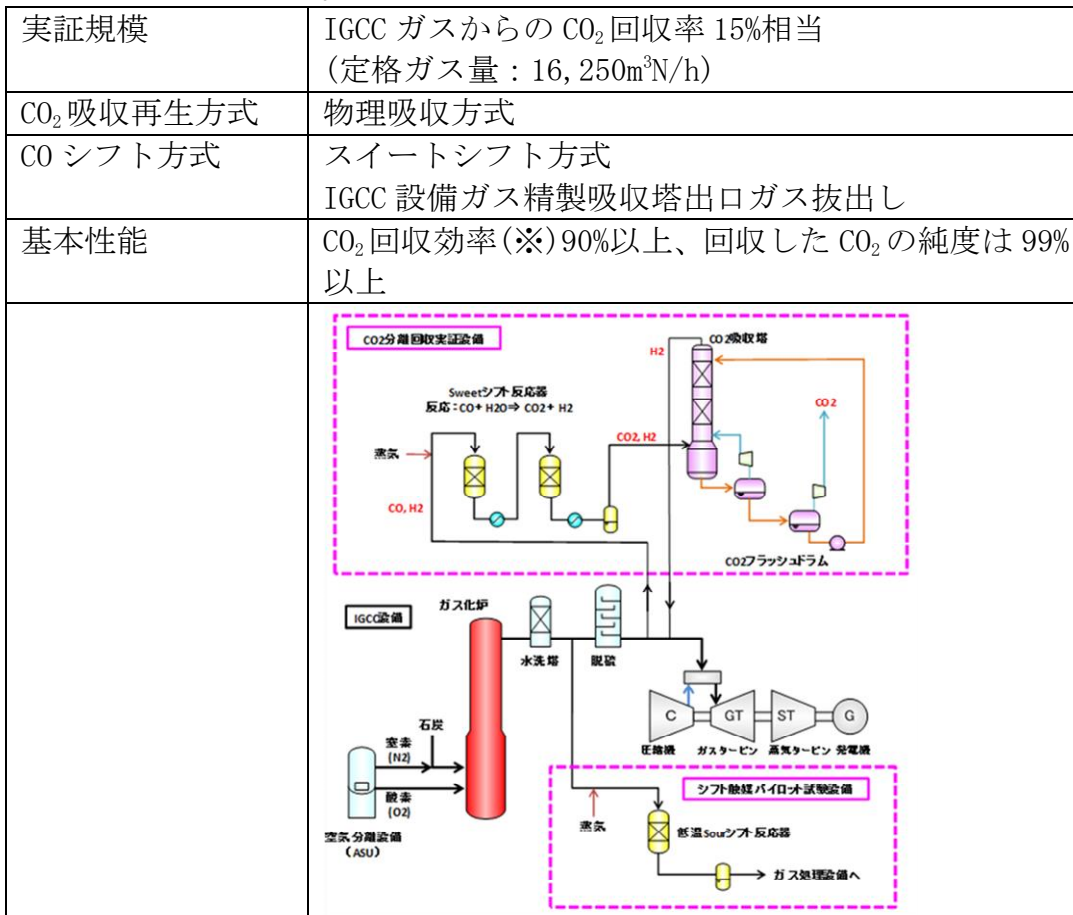 実証規模
IGCC ガスからの CO₂回収率 15%相当
(定格ガス量：16,250m³N/h)
CO₂吸収再生方式
物理吸収方式
CO シフト方式
スイートシフト方式
IGCC 設備ガス精製吸収塔出口ガス抜出し
基本性能
CO₂回収効率(※)90%以上、回収した CO₂の純度は 99%
以上
CO2分離回収実証設備
CO2吸収塔
H2
Sweetシフト反応器
反応：CO+ H2O⇒ CO2+ H2
CO2
蒸気
CO2, H2
CO, H2
CO2フラッシュドラム
IGCC設備
ガス化炉
水洗塔
脱硫
石炭
窒素
(N2)
酸素
(O2)
空気分離設備
(ASU)
C
GT
ST
G
圧縮機
ガスタービン
蒸気タービン
発電機
シフト触媒パイロット試験設備
蒸気
低温Sourシフト反応器
ガス処理設備へ